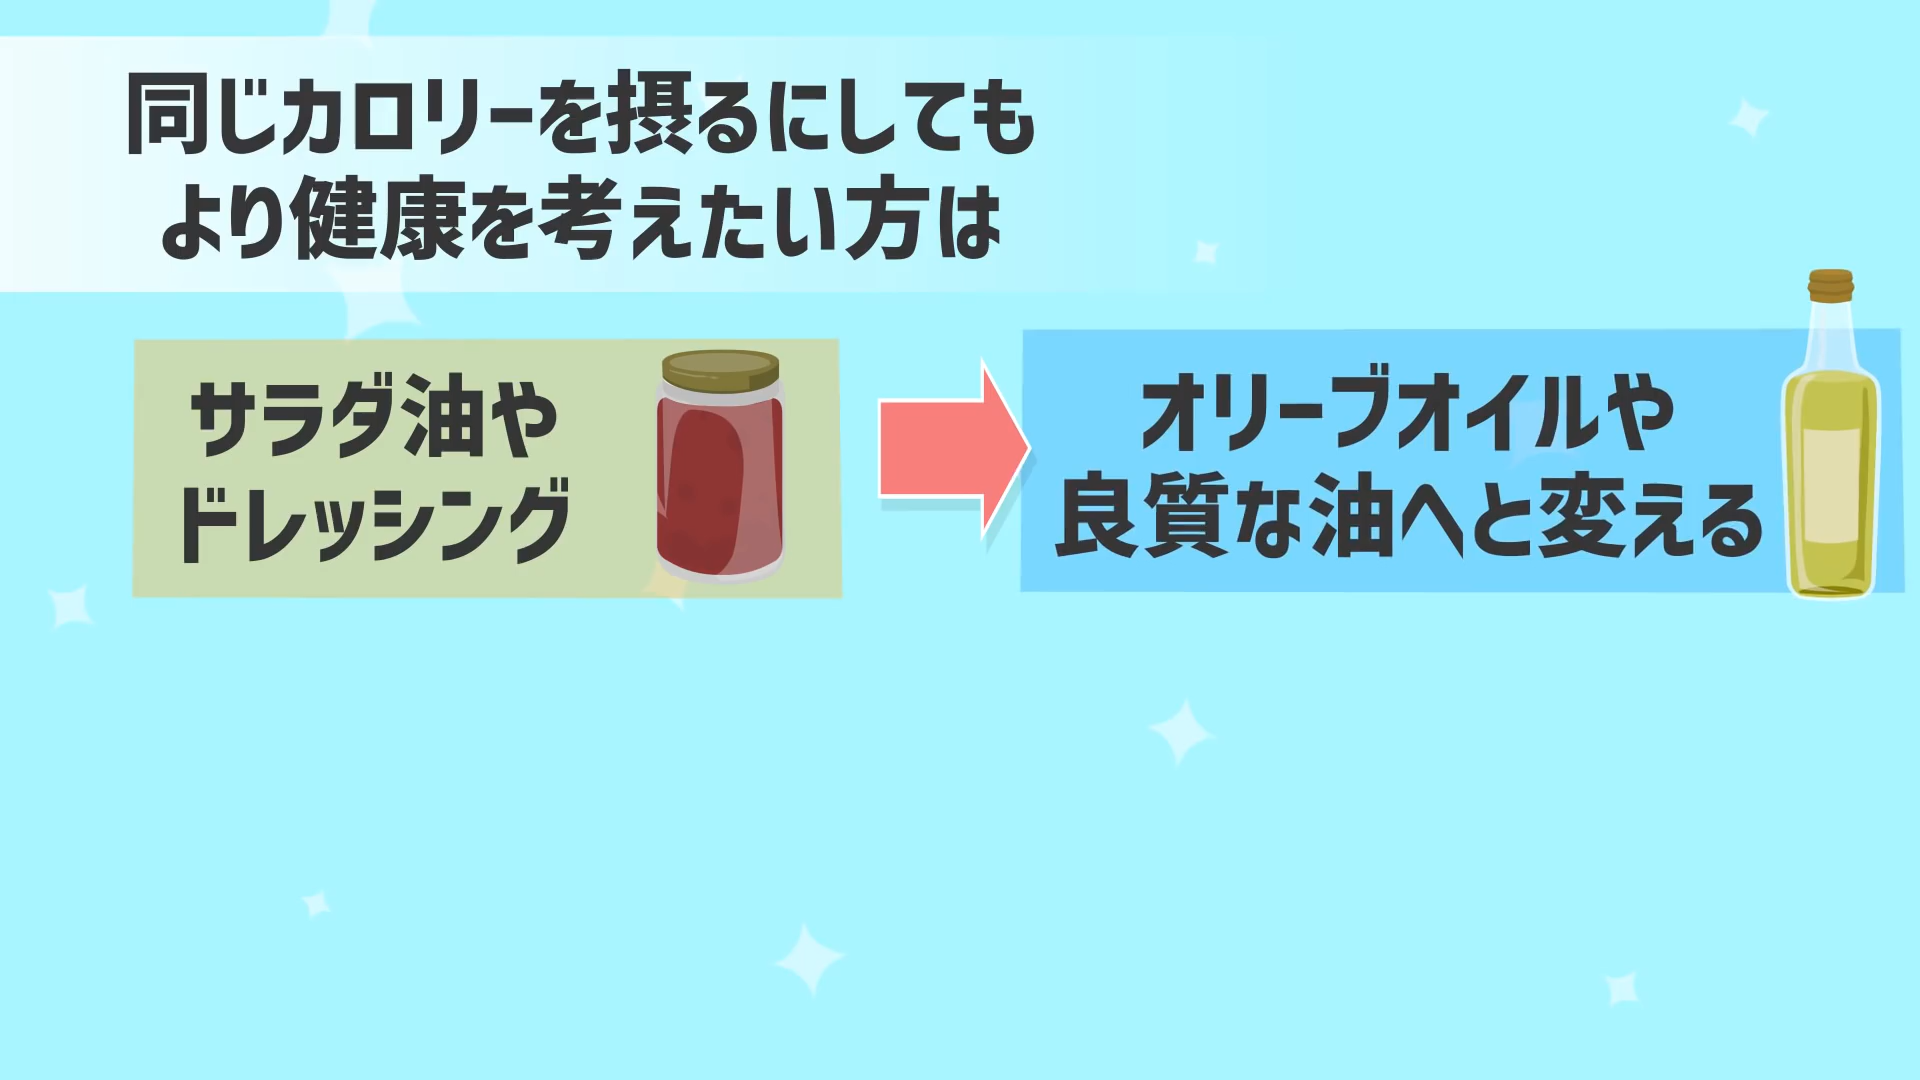 同じカロリーを摂るにしても
より健康を考えたい方は
サラダ油や
ドレッシング
オリーブオイルや
良質な油へと変える